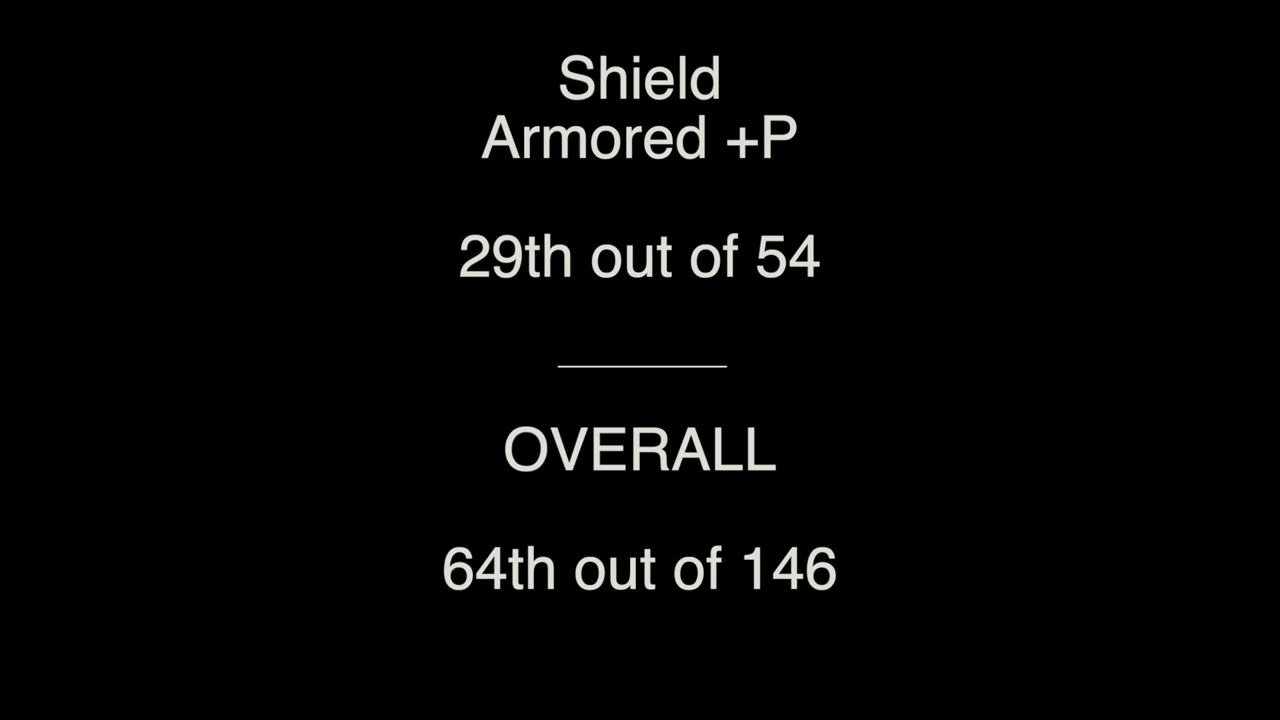 Shield
Armored +P
29th out of 54
OVERALL
64th out of 146